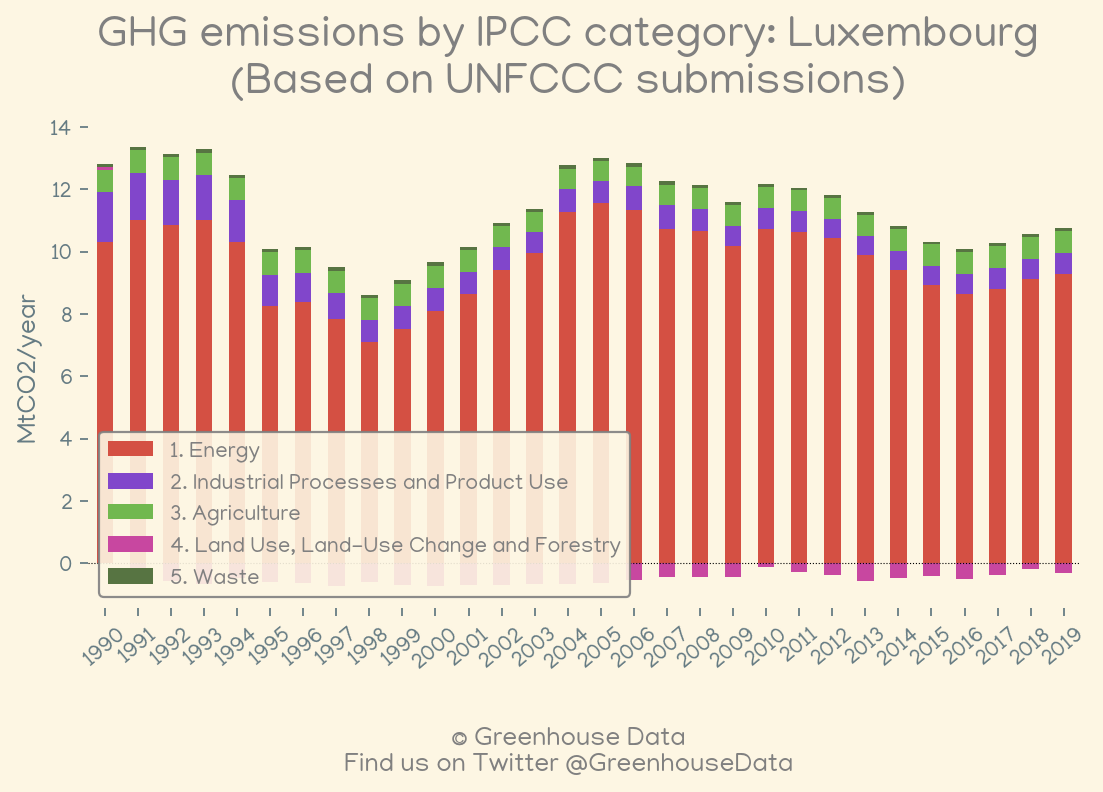 GHG emissions by IPCC category: Luxembourg
(Based on UNFCCC submissions)
14
12
10
8
6
4
2
0
MtCO2/year
1. Energy
2. Industrial Processes and Product Use
3. Agriculture
4. Land Use, Land-Use Change and Forestry
5. Waste
1990 1991 1992 1993 1994 1995 1996 1997 1998 1999 2000 2001 2002 2003 2004 2005 2006 2007 2008 2009 2010 2011 2012 2013 2014 2015 2016 2017 2018 2019
© Greenhouse Data
Find us on Twitter @GreenhouseData